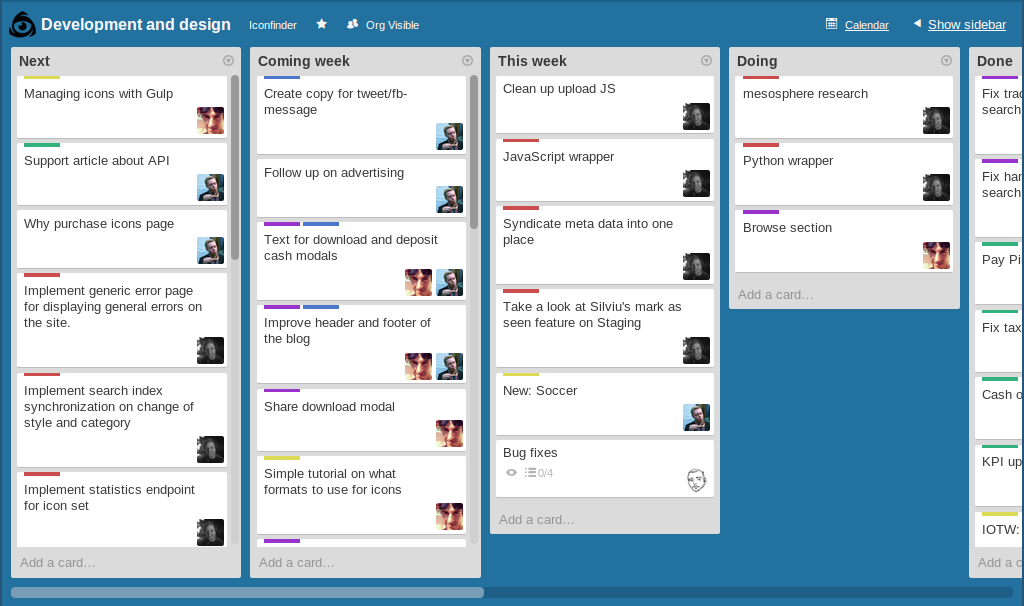 Development and design
Iconfinder
Org Visible
Calendar
Show sidebar
Next
Managing icons with Gulp
Support article about API
Why purchase icons page
Implement generic error page
for displaying general errors on
the site.
Implement search index
synchronization on change of
style and category
Implement statistics endpoint
for icon set
Add a card…
Coming week
Create copy for tweet/fb-
message
Follow up on advertising
Text for download and deposit
cash modals
Improve header and footer of
the blog
Share download modal
Simple tutorial on what
formats to use for icons
Add a card…
This week
Clean up upload JS
JavaScript wrapper
Syndicate meta data into one
place
Take a look at Silviu's mark as
seen feature on Staging
New: Soccer
Bug fixes
0/4
Add a card…
Doing
mesosphere research
Python wrapper
Browse section
Add a card…
Done
Fix
search
Fix
search
Pay
Fix tax
Cash
KPI up
IOTW:
Add a